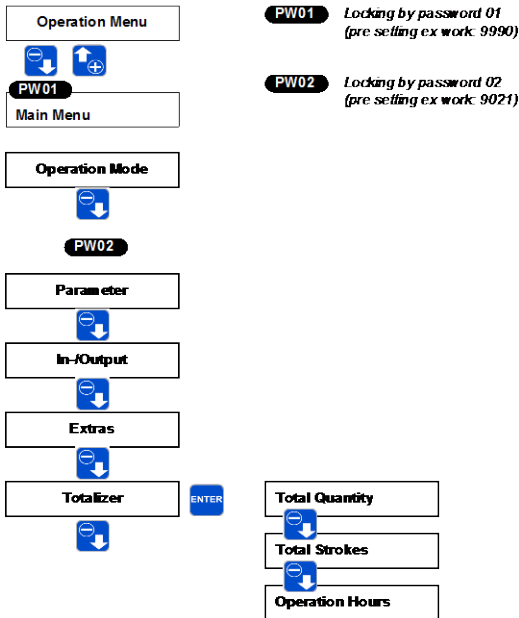 Operation Menu
PW01 Locking by password 01
(pre setting ex work: 9990)
PW01
Main Menu
PW02 Locking by password 02
(pre setting ex work: 9021)
Operation Mode
PW02
Parameter
In-/Output
Extras
Totalizer
ENTER
Total Quantity
Total Strokes
Operation Hours